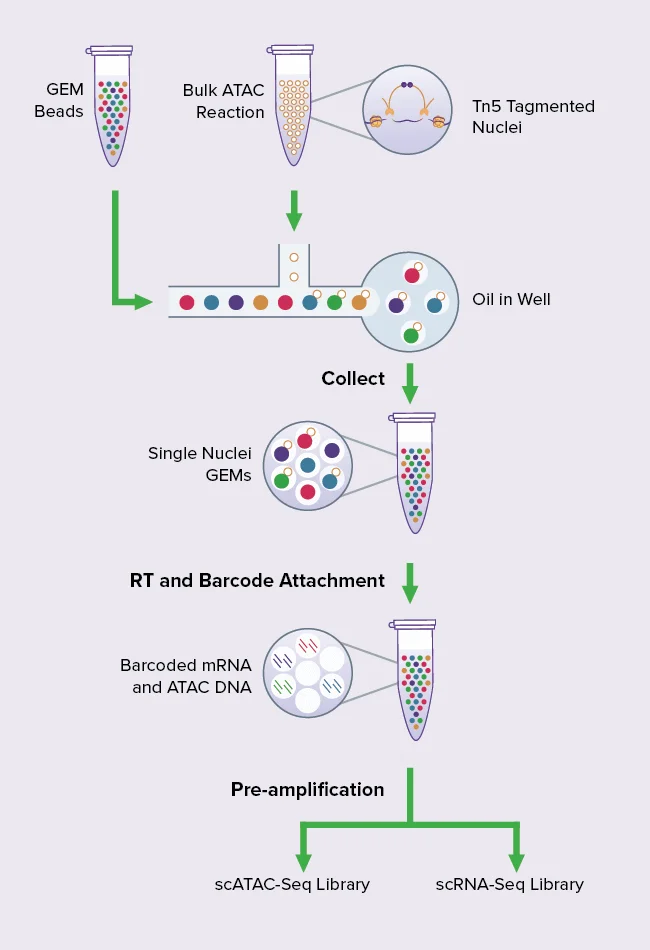 GEM
Beads
Bulk ATAC
Reaction
Tn5 Tagmented
Nuclei
Oil in Well
Collect
Single Nuclei
GEMs
RT and Barcode Attachment
Barcoded mRNA
and ATAC DNA
Pre-amplification
scATAC-Seq Library
scRNA-Seq Library